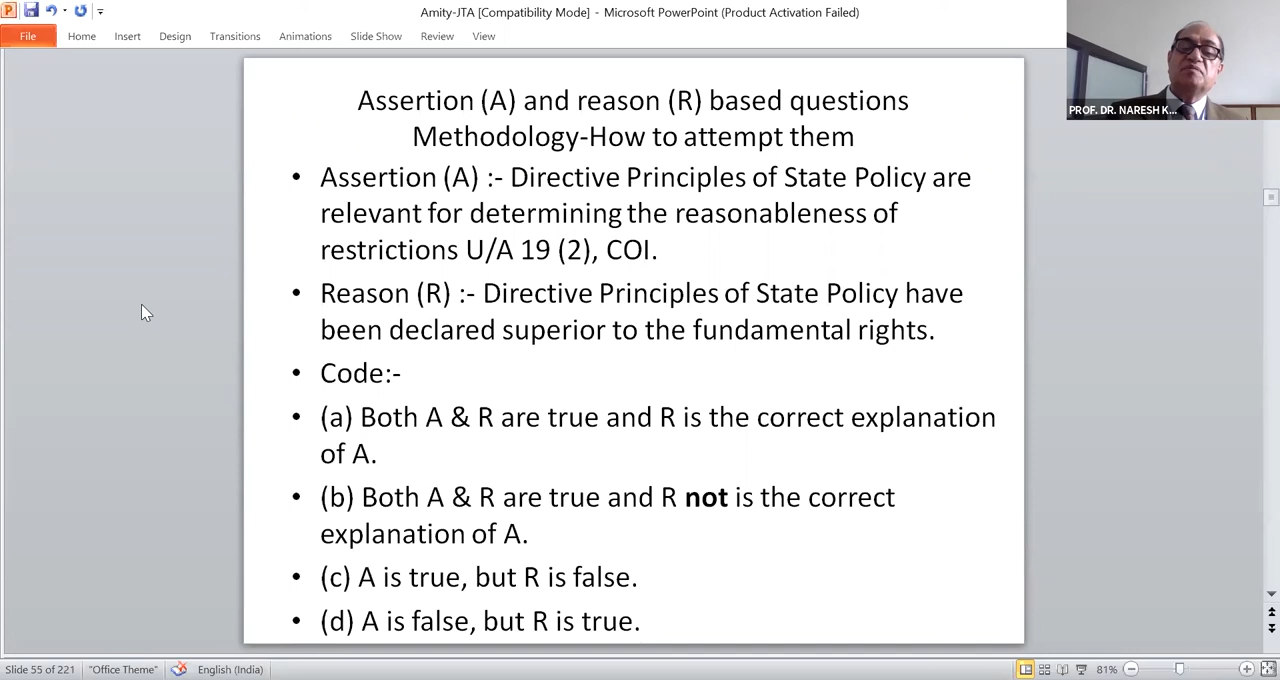 Amity-JTA [Compatibility Mode] - Microsoft PowerPoint (Product Activation Failed)
File Home Insert Design Transitions Animations Slide Show Review View
PROF. DR. NARESH K...
Assertion (A) and reason (R) based questions
Methodology-How to attempt them
• Assertion (A) :- Directive Principles of State Policy are
relevant for determining the reasonableness of
restrictions U/A 19 (2), COI.
• Reason (R) :- Directive Principles of State Policy have
been declared superior to the fundamental rights.
• Code:-
• (a) Both A & R are true and R is the correct explanation
of A.
• (b) Both A & R are true and R not is the correct
explanation of A.
• (c) A is true, but R is false.
• (d) A is false, but R is true.
Slide 55 of 221 "Office Theme" English (India) 81%